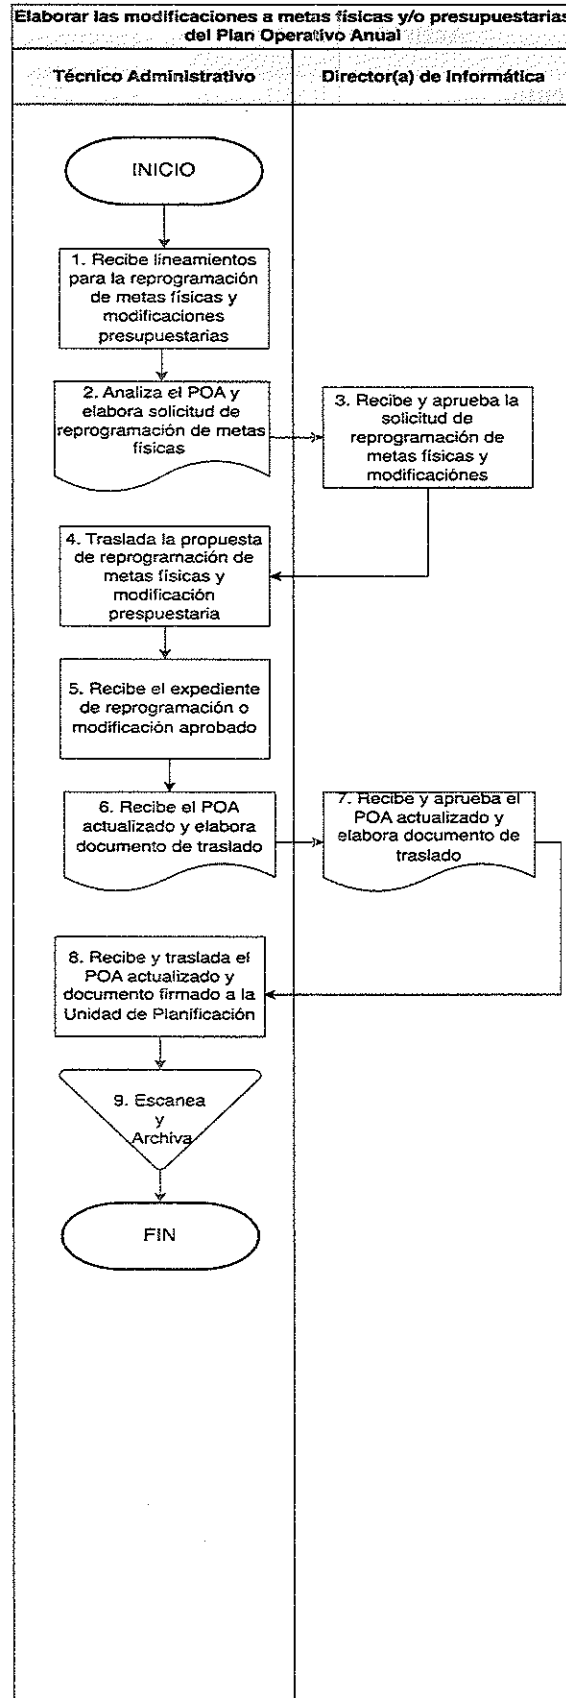 Elaborar las modificaciones a metas físicas y/o presupuestarias
del Plan Operativo Anual
Técnico Administrativo
Director(a) de Informática
INICIO
1. Recibe lineamientos
para la reprogramación
de metas físicas y
modificaciones
presupuestarias
2. Analiza el POA y
elabora solicitud de
reprogramación de metas
físicas
3. Recibe y aprueba la
solicitud de
reprogramación de
metas físicas y
modificaciónes
4. Traslada la propuesta
de reprogramación de
metas físicas y
modificación
prespuestaria
5. Recibe el expediente
de reprogramación o
modificación aprobado
6. Recibe el POA
actualizado y elabora
documento de traslado
7. Recibe y aprueba el
POA actualizado y
elabora documento de
traslado
8. Recibe y traslada el
POA actualizado y
documento firmado a la
Unidad de Planificación
9. Escanea
y
Archiva
FIN